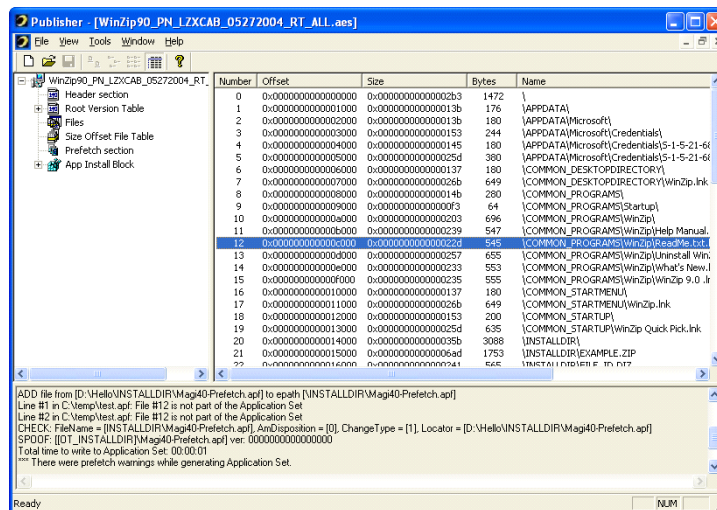 Publisher - [WinZip90_PN_LZXCAB_05272004_RT_ALL.aes]
File View Tools Window Help
WinZip90_PN_LZXCAB_05272004_RT_
Header section
Root Version Table
Files
Size Offset File Table
Prefetch section
App Install Block
Number Offset Size Bytes Name
0 0x0000000000000000 0x00000000000002b3 1472 \
1 0x0000000000001000 0x000000000000013b 176 \APPDATA\
2 0x0000000000002000 0x000000000000013b 180 \APPDATA\Microsoft\
3 0x0000000000003000 0x0000000000000153 244 \APPDATA\Microsoft\Credentials\
4 0x0000000000004000 0x0000000000000145 180 \APPDATA\Microsoft\Credentials\S-1-5-21-68
5 0x0000000000005000 0x000000000000025d 380 \APPDATA\Microsoft\Credentials\S-1-5-21-68
6 0x0000000000006000 0x0000000000000137 180 \COMMON_DESKTOPDIRECTORY\
7 0x0000000000007000 0x000000000000026b 649 \COMMON_DESKTOPDIRECTORY\WinZip.lnk
8 0x0000000000008000 0x000000000000014b 280 \COMMON_PROGRAMS\
9 0x0000000000009000 0x00000000000000f3 64 \COMMON_PROGRAMS\Startup\
10 0x000000000000a000 0x0000000000000203 696 \COMMON_PROGRAMS\WinZip\
11 0x000000000000b000 0x0000000000000239 547 \COMMON_PROGRAMS\WinZip\Help Manual.
12 0x000000000000c000 0x000000000000022d 545 \COMMON_PROGRAMS\WinZip\ReadMe.txt.l
13 0x000000000000d000 0x0000000000000257 655 \COMMON_PROGRAMS\WinZip\Uninstall Win
14 0x000000000000e000 0x0000000000000233 553 \COMMON_PROGRAMS\WinZip\What's New.l
15 0x000000000000f000 0x0000000000000235 555 \COMMON_PROGRAMS\WinZip\WinZip 9.0 .ln
16 0x0000000000010000 0x0000000000000137 180 \COMMON_STARTMENU\
17 0x0000000000011000 0x000000000000026b 649 \COMMON_STARTMENU\WinZip.lnk
18 0x0000000000012000 0x0000000000000153 200 \COMMON_STARTUP\
19 0x0000000000013000 0x000000000000025d 635 \COMMON_STARTUP\WinZip Quick Pick.lnk
20 0x0000000000014000 0x000000000000035b 3088 \INSTALLDIR\
21 0x0000000000015000 0x00000000000006ad 1753 \INSTALLDIR\EXAMPLE.ZIP
22 0x0000000000016000 0x0000000000000241 565 \INSTALLDIR\FILE_ID.DIZ
ADD file from [D:\Hello\INSTALLDIR\Magi40-Prefetch.apf] to epath [\INSTALLDIR\Magi40-Prefetch.apf]
Line #1 in C:\temp\test.apf: File #12 is not part of the Application Set
Line #2 in C:\temp\test.apf: File #12 is not part of the Application Set
CHECK: FileName = [INSTALLDIR\Magi40-Prefetch.apf], AmDisposition = [0], ChangeType = [1], Locator = [D:\Hello\INSTALLDIR\Magi40-Prefetch.apf]
SPOOF: [[OT_INSTALLDIR]\Magi40-Prefetch.apf] ver: 0000000000000000
Total time to write to Application Set: 00:00:01
*** There were prefetch warnings while generating Application Set.
Ready NUM